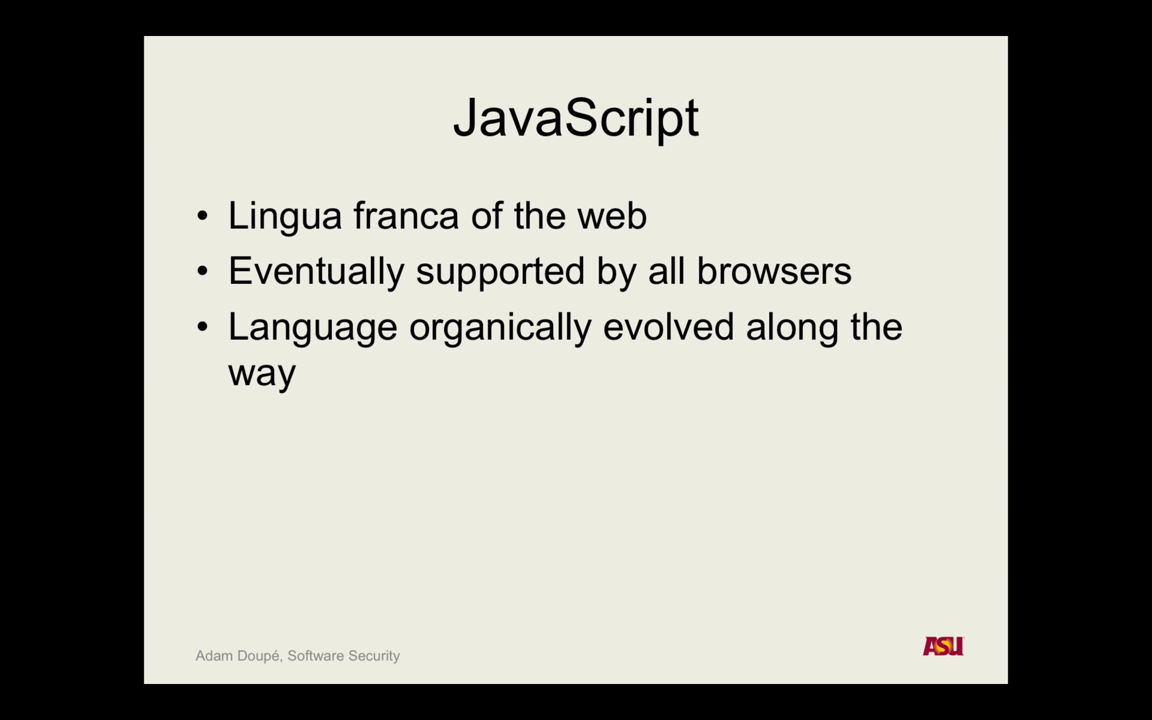 JavaScript
• Lingua franca of the web
• Eventually supported by all browsers
• Language organically evolved along the
way
Adam Doupé, Software Security
ASU